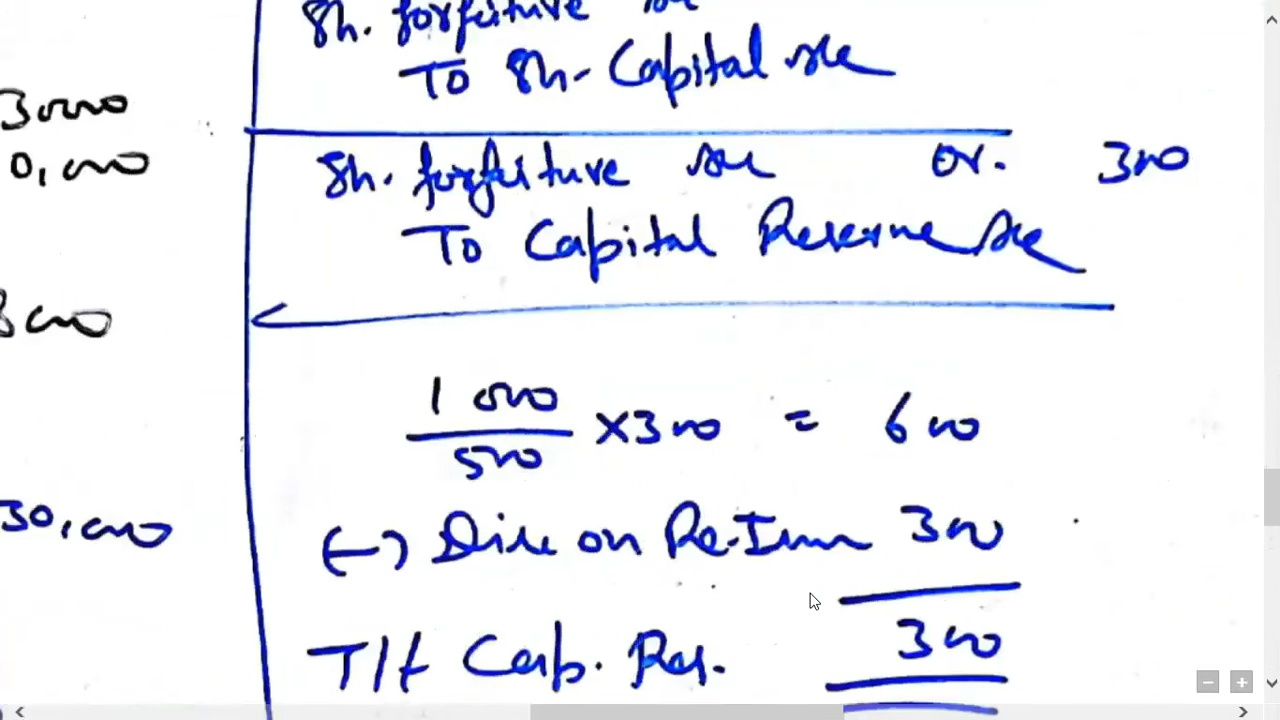 Sh. forfeiture a/c
To Sh. Capital a/c
3000
0,000
Sh. forfeiture a/c Dr. 300
To Capital Reserve a/c
000
1000/500 × 300 = 600
30,000
(-) Disc on Re-Issue 300
T/f Cap. Res. 300